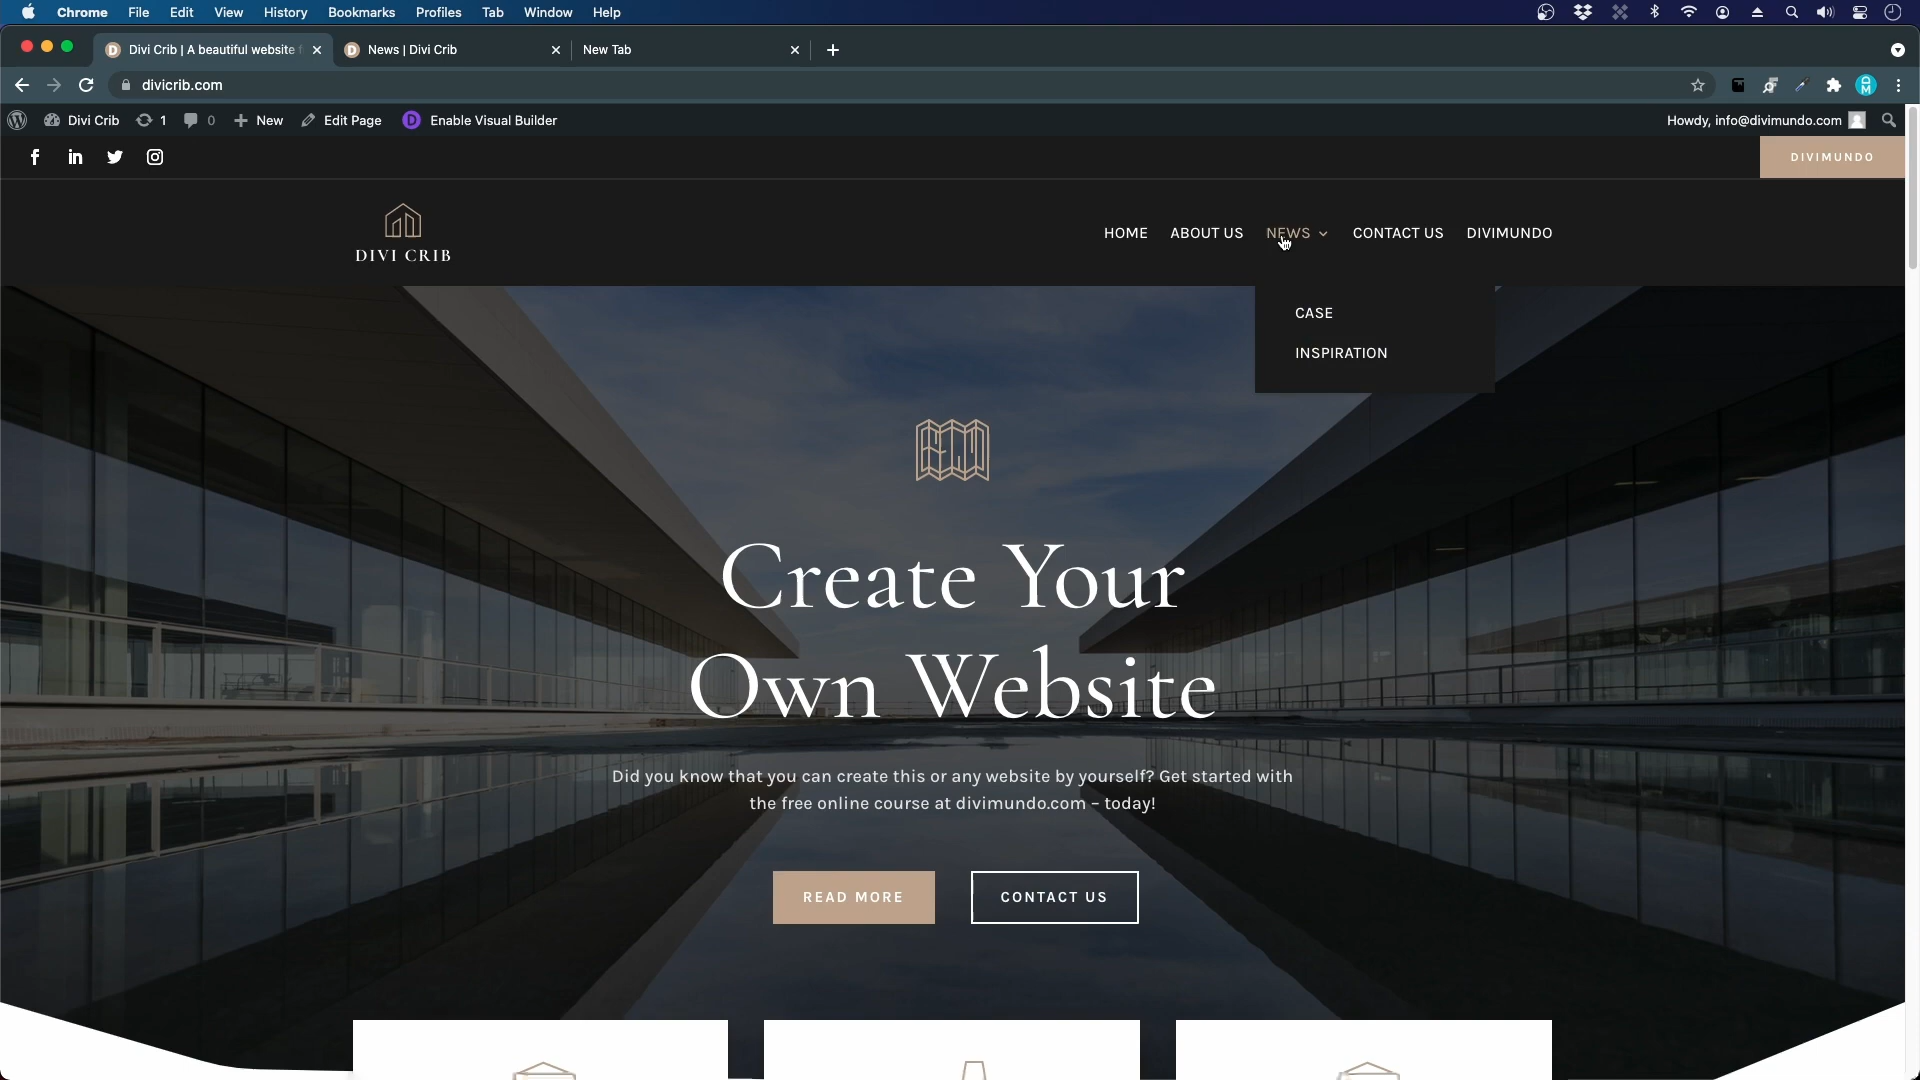 Chrome File Edit View History Bookmarks Profiles Tab Window Help
Divi Crib | A beautiful website f
News | Divi Crib
New Tab
divicrib.com
Divi Crib 1 0 New Edit Page Enable Visual Builder
Howdy, info@divimundo.com
DIVIMUNDO
DIVI CRIB
HOME ABOUT US NEWS CONTACT US DIVIMUNDO
CASE
INSPIRATION
Create Your
Own Website
Did you know that you can create this or any website by yourself? Get started with
the free online course at divimundo.com – today!
READ MORE CONTACT US